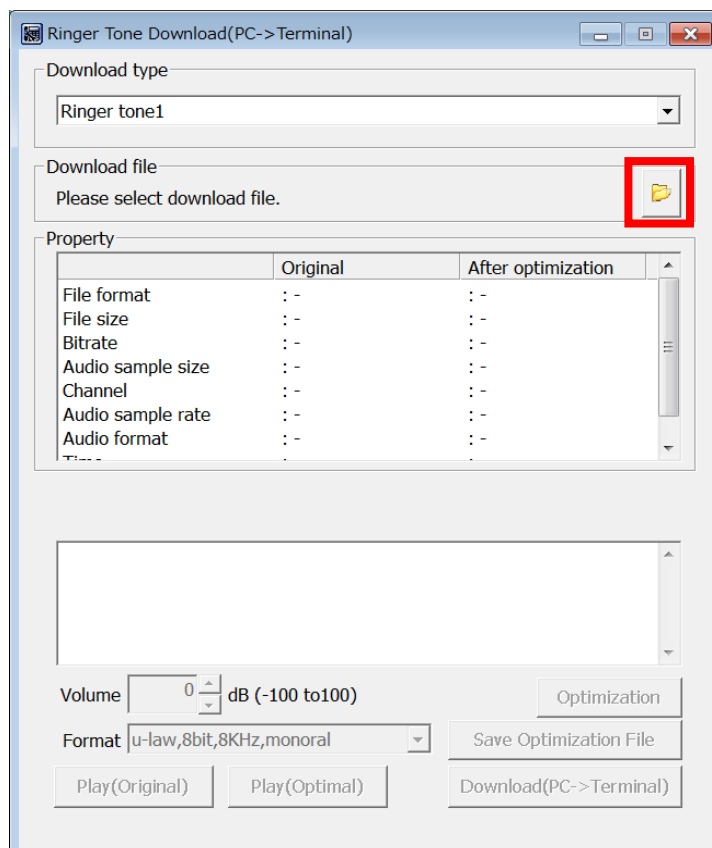 Ringer Tone Download(PC->Terminal)
Download type
Ringer tone1
Download file
Please select download file.
Property
Original After optimization
File format : - : -
File size : - : -
Bitrate : - : -
Audio sample size : - : -
Channel : - : -
Audio sample rate : - : -
Audio format : - : -
Volume 0 dB (-100 to100) Optimization
Format u-law,8bit,8KHz,monoral Save Optimization File
Play(Original) Play(Optimal) Download(PC->Terminal)